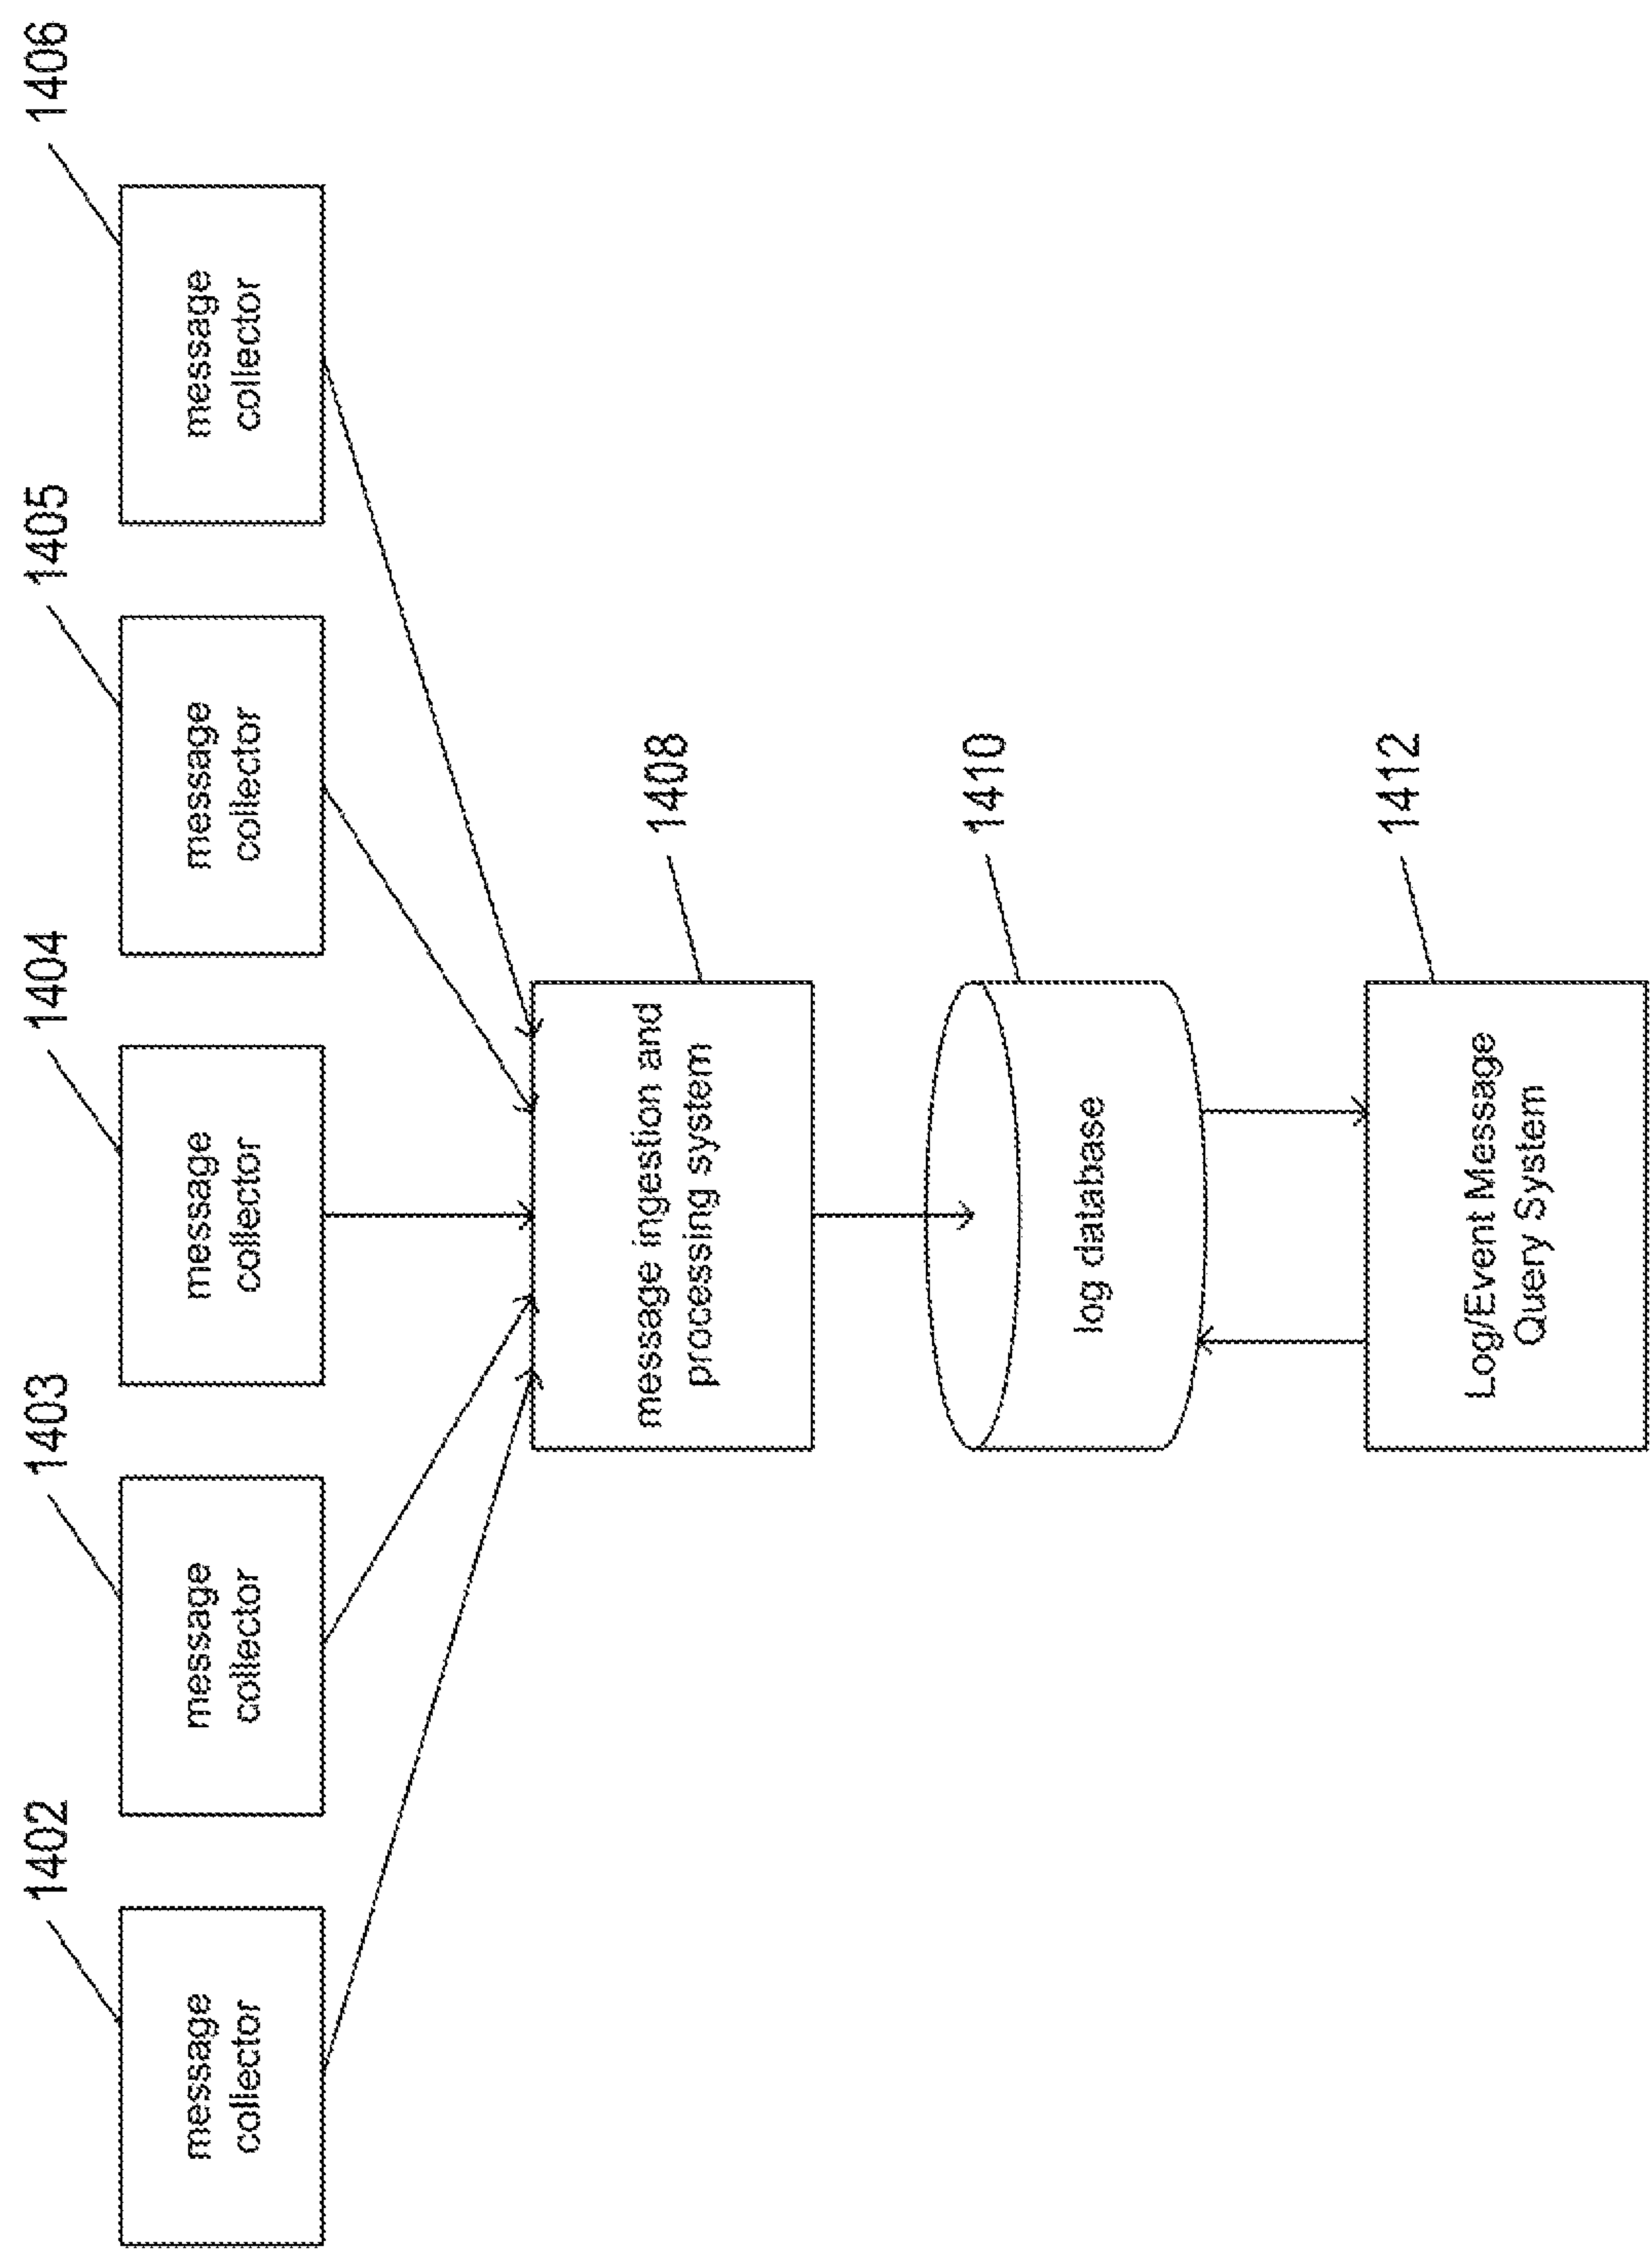 1402
1403
1404
1405
1406
message
collector
message
collector
message
collector
message
collector
message
collector
message ingestion and
processing system
1408
log database
1410
Log/Event Message
Query System
1412